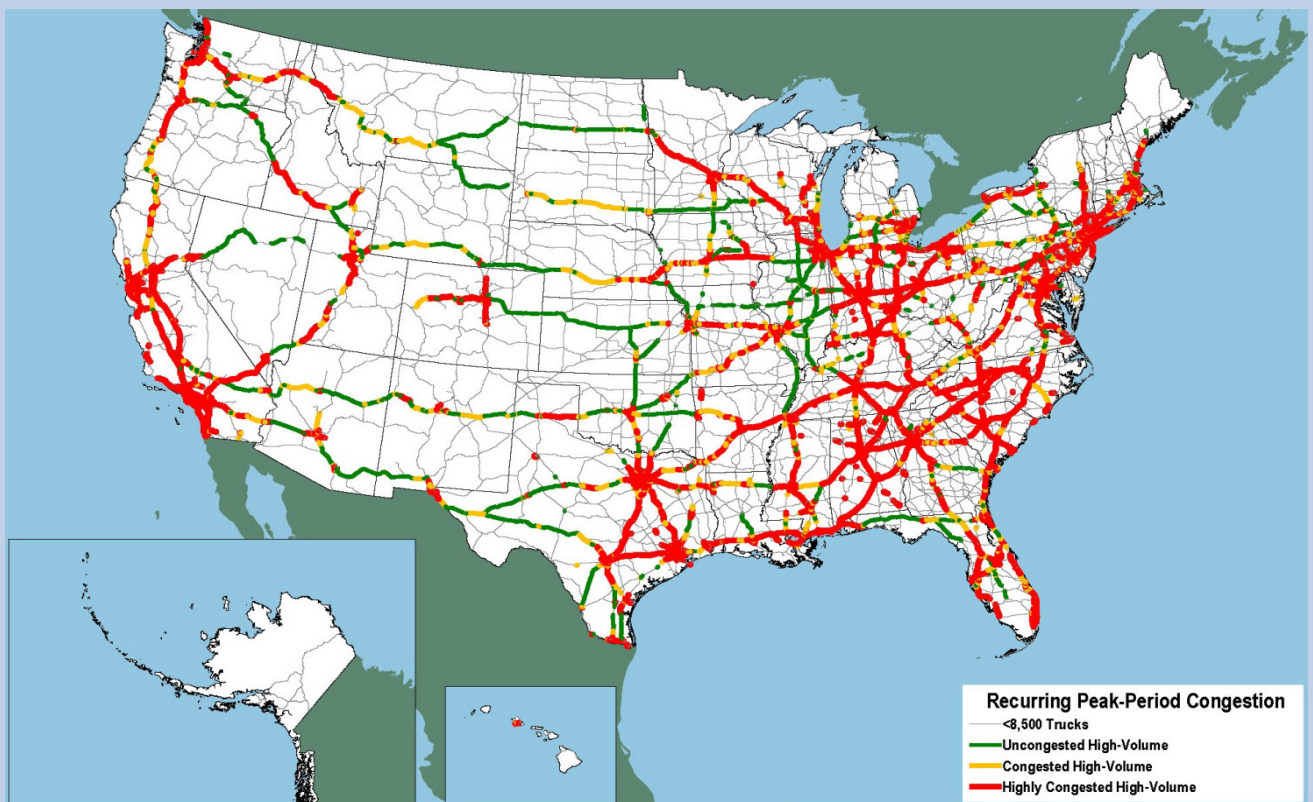 Recurring Peak-Period Congestion
<8,500 Trucks
Uncongested High-Volume
Congested High-Volume
Highly Congested High-Volume